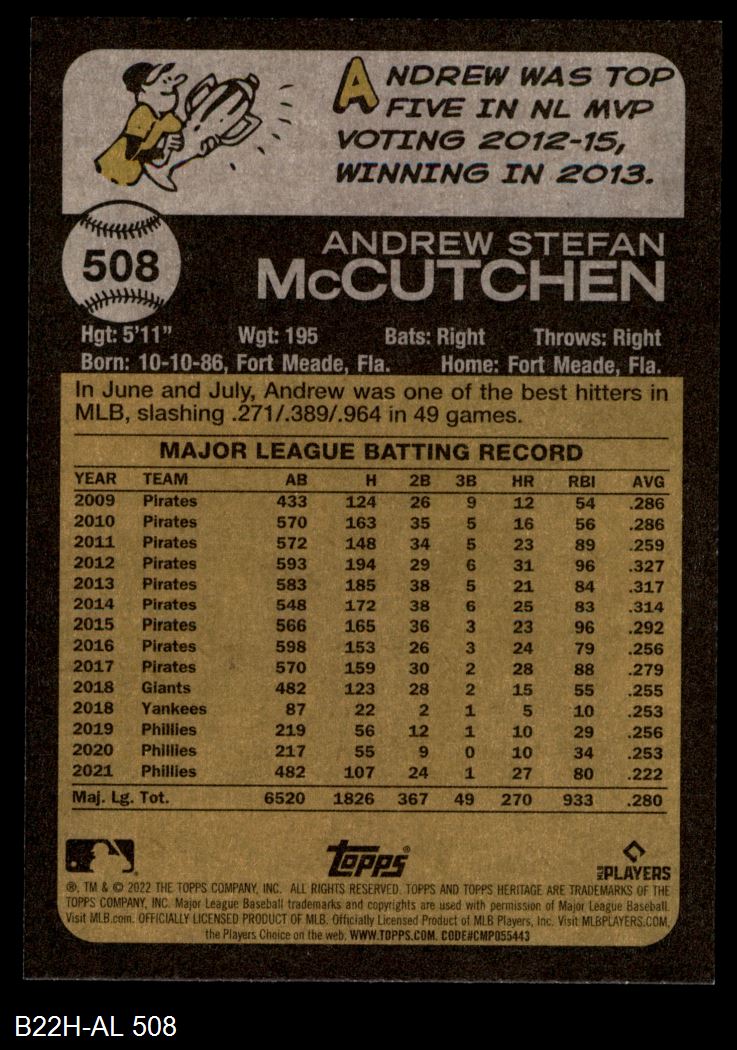 ANDREW WAS TOP
FIVE IN NL MVP
VOTING 2012-15,
WINNING IN 2013.
508
ANDREW STEFAN
McCUTCHEN
Hgt: 5'11" Wgt: 195 Bats: Right Throws: Right
Born: 10-10-86, Fort Meade, Fla. Home: Fort Meade, Fla.
In June and July, Andrew was one of the best hitters in
MLB, slashing .271/.389/.964 in 49 games.
MAJOR LEAGUE BATTING RECORD
YEAR TEAM AB H 2B 3B HR RBI AVG
2009 Pirates 433 124 26 9 12 54 .286
2010 Pirates 570 163 35 5 16 56 .286
2011 Pirates 572 148 34 5 23 89 .259
2012 Pirates 593 194 29 6 31 96 .327
2013 Pirates 583 185 38 5 21 84 .317
2014 Pirates 548 172 38 6 25 83 .314
2015 Pirates 566 165 36 3 23 96 .292
2016 Pirates 598 153 26 3 24 79 .256
2017 Pirates 570 159 30 2 28 88 .279
2018 Giants 482 123 28 2 15 55 .255
2018 Yankees 87 22 2 1 5 10 .253
2019 Phillies 219 56 12 1 10 29 .256
2020 Phillies 217 55 9 0 10 34 .253
2021 Phillies 482 107 24 1 27 80 .222
Maj. Lg. Tot. 6520 1826 367 49 270 933 .280
Topps® MLB PLAYERS
®, TM & © 2022 THE TOPPS COMPANY, INC. ALL RIGHTS RESERVED. TOPPS AND TOPPS HERITAGE ARE TRADEMARKS OF THE
TOPPS COMPANY, INC. Major League Baseball trademarks and copyrights are used with permission of Major League Baseball.
Visit MLB.com. OFFICIALLY LICENSED PRODUCT OF MLB. Officially Licensed Product of MLB Players, Inc. Visit MLBPLAYERS.COM,
the Players Choice on the web. WWW.TOPPS.COM. CODE#CMP055443
B22H-AL 508